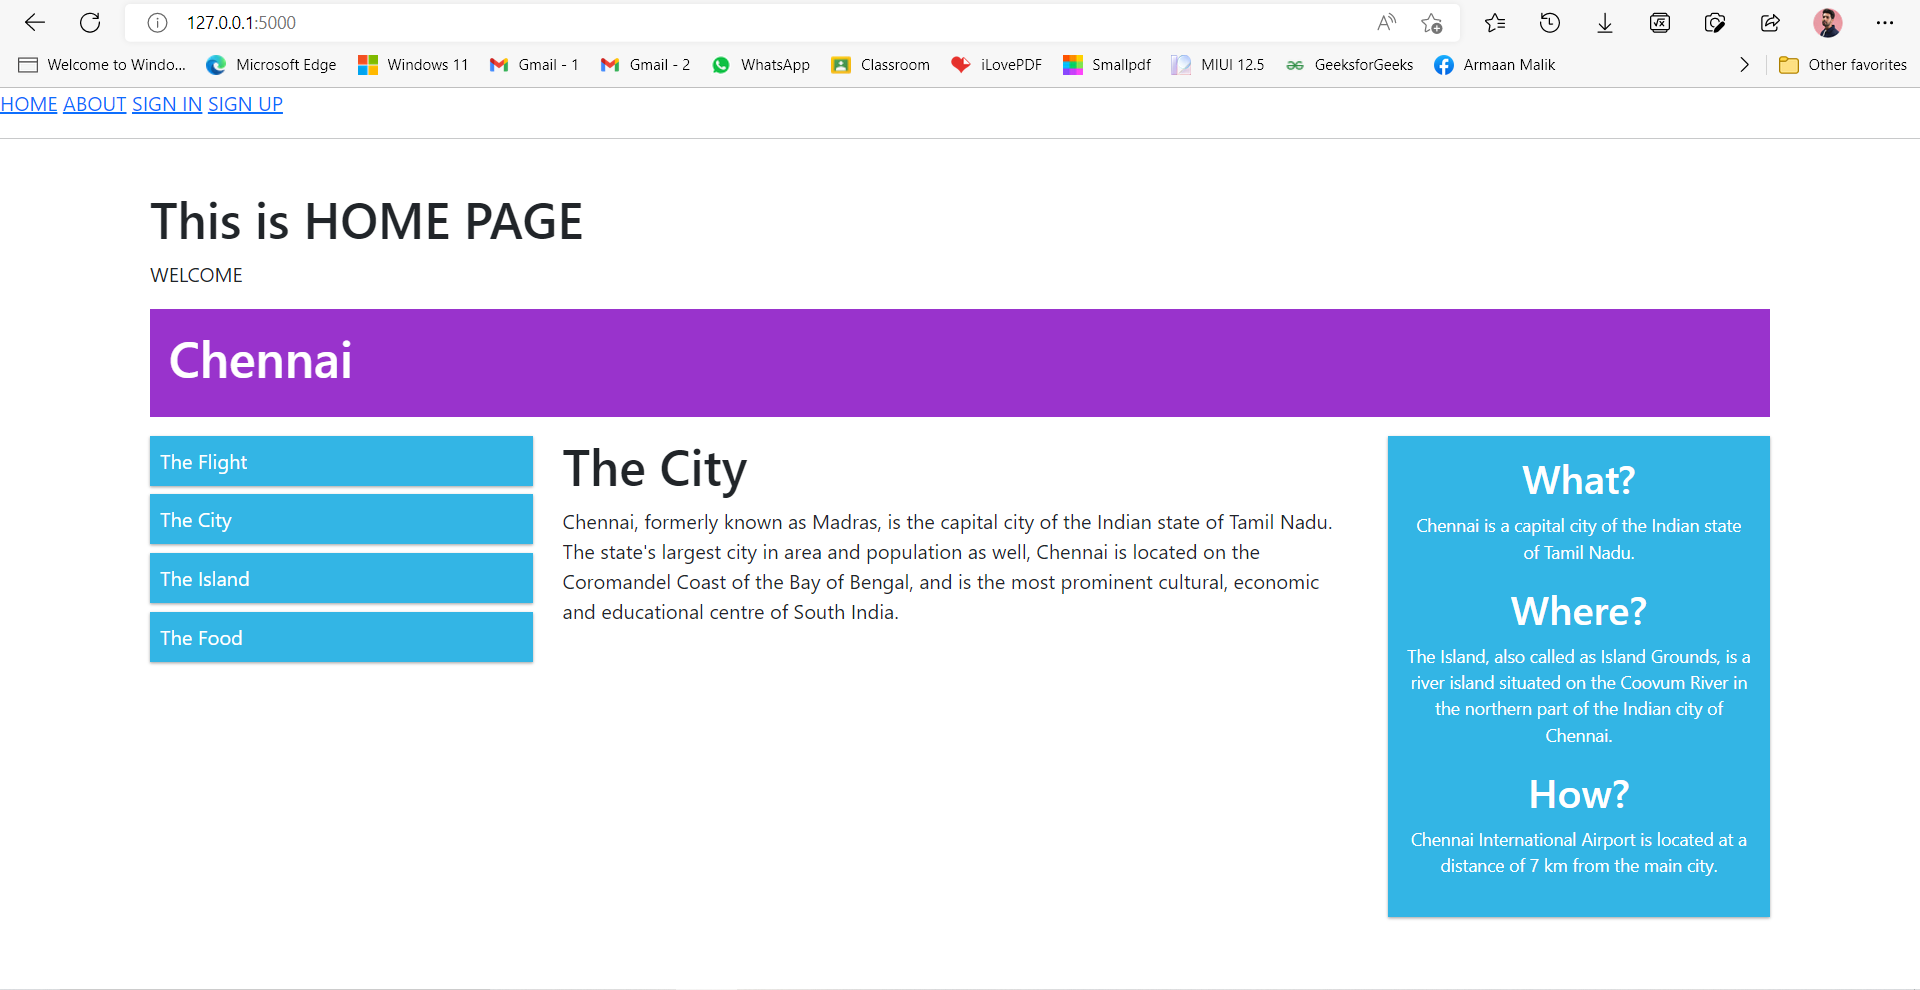 127.0.0.1:5000
Welcome to Windo...
Microsoft Edge
Windows 11
Gmail - 1
Gmail - 2
WhatsApp
Classroom
iLovePDF
Smallpdf
MIUI 12.5
GeeksforGeeks
Armaan Malik
Other favorites
HOME ABOUT SIGN IN SIGN UP
This is HOME PAGE
WELCOME
Chennai
The Flight
The City
The Island
The Food
The City
Chennai, formerly known as Madras, is the capital city of the Indian state of Tamil Nadu.
The state's largest city in area and population as well, Chennai is located on the
Coromandel Coast of the Bay of Bengal, and is the most prominent cultural, economic
and educational centre of South India.
What?
Chennai is a capital city of the Indian state
of Tamil Nadu.
Where?
The Island, also called as Island Grounds, is a
river island situated on the Coovum River in
the northern part of the Indian city of
Chennai.
How?
Chennai International Airport is located at a
distance of 7 km from the main city.